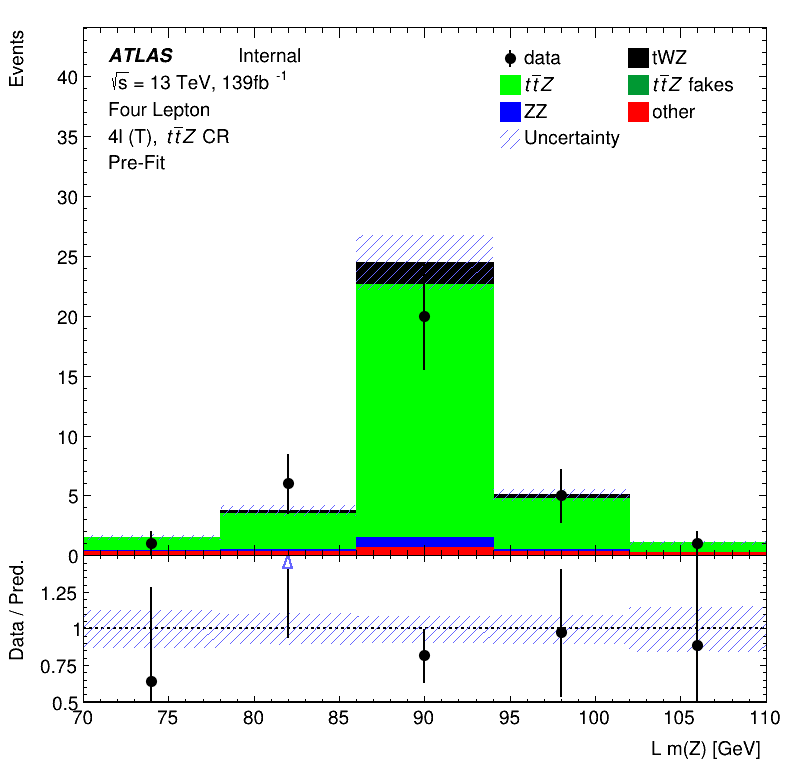 Events
ATLAS Internal
√s = 13 TeV, 139fb⁻¹
Four Lepton
4l (T), tt̅Z CR
Pre-Fit
data tWZ
tt̅Z tt̅Z fakes
ZZ other
Uncertainty
40
35
30
25
20
15
10
5
0
Data / Pred.
1.25
1
0.75
0.5
70 75 80 85 90 95 100 105 110
L m(Z) [GeV]